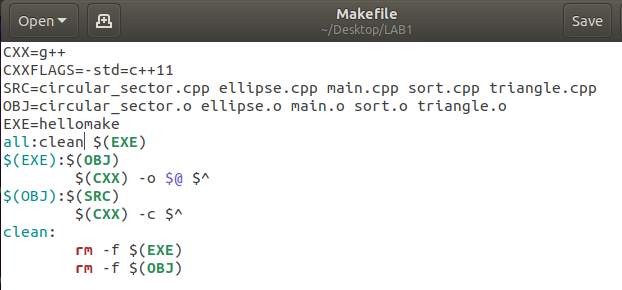 Open
Makefile
~/Desktop/LAB1
Save
CXX=g++
CXXFLAGS=-std=c++11
SRC=circular_sector.cpp ellipse.cpp main.cpp sort.cpp triangle.cpp
OBJ=circular_sector.o ellipse.o main.o sort.o triangle.o
EXE=hellomake
all:clean $(EXE)
$(EXE):$(OBJ)
        $(CXX) -o $@ $^
$(OBJ):$(SRC)
        $(CXX) -c $^
clean:
        rm -f $(EXE)
        rm -f $(OBJ)